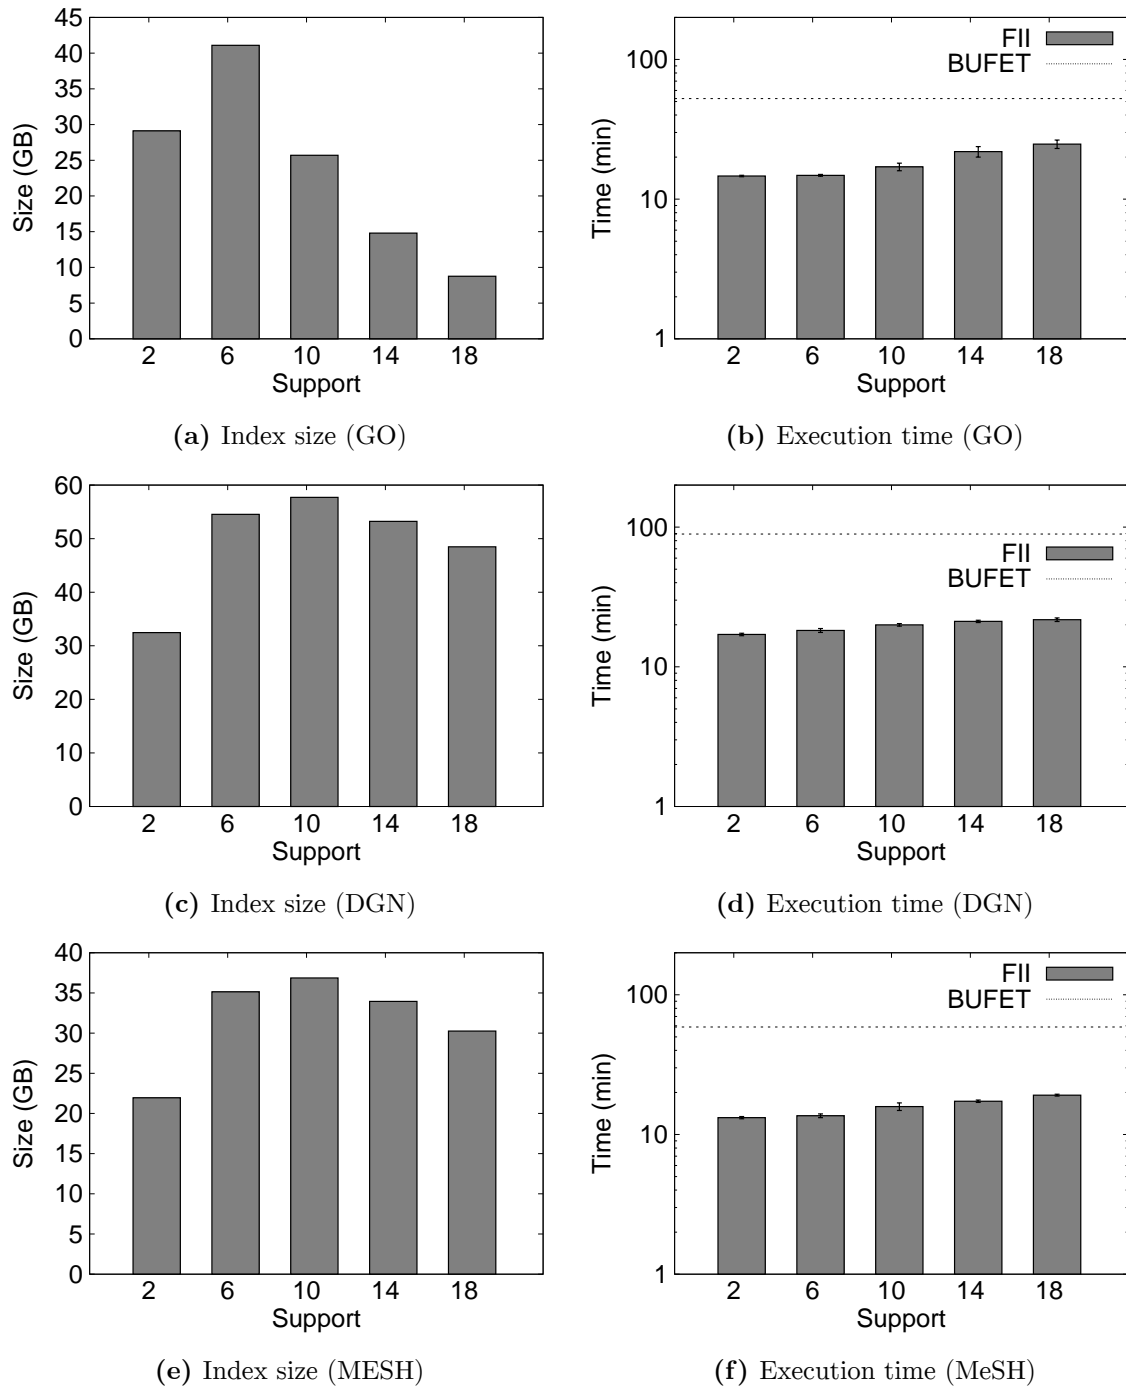 45
40
35
30
25
20
15
10
5
0
Size (GB)
2 6 10 14 18
Support
(a) Index size (GO)
FII
BUFET
100
10
1
Time (min)
2 6 10 14 18
Support
(b) Execution time (GO)
60
50
40
30
20
10
0
Size (GB)
2 6 10 14 18
Support
(c) Index size (DGN)
100
FII
BUFET
10
1
Time (min)
2 6 10 14 18
Support
(d) Execution time (DGN)
40
35
30
25
20
15
10
5
0
Size (GB)
2 6 10 14 18
Support
(e) Index size (MESH)
FII
BUFET
100
10
1
Time (min)
2 6 10 14 18
Support
(f) Execution time (MeSH)